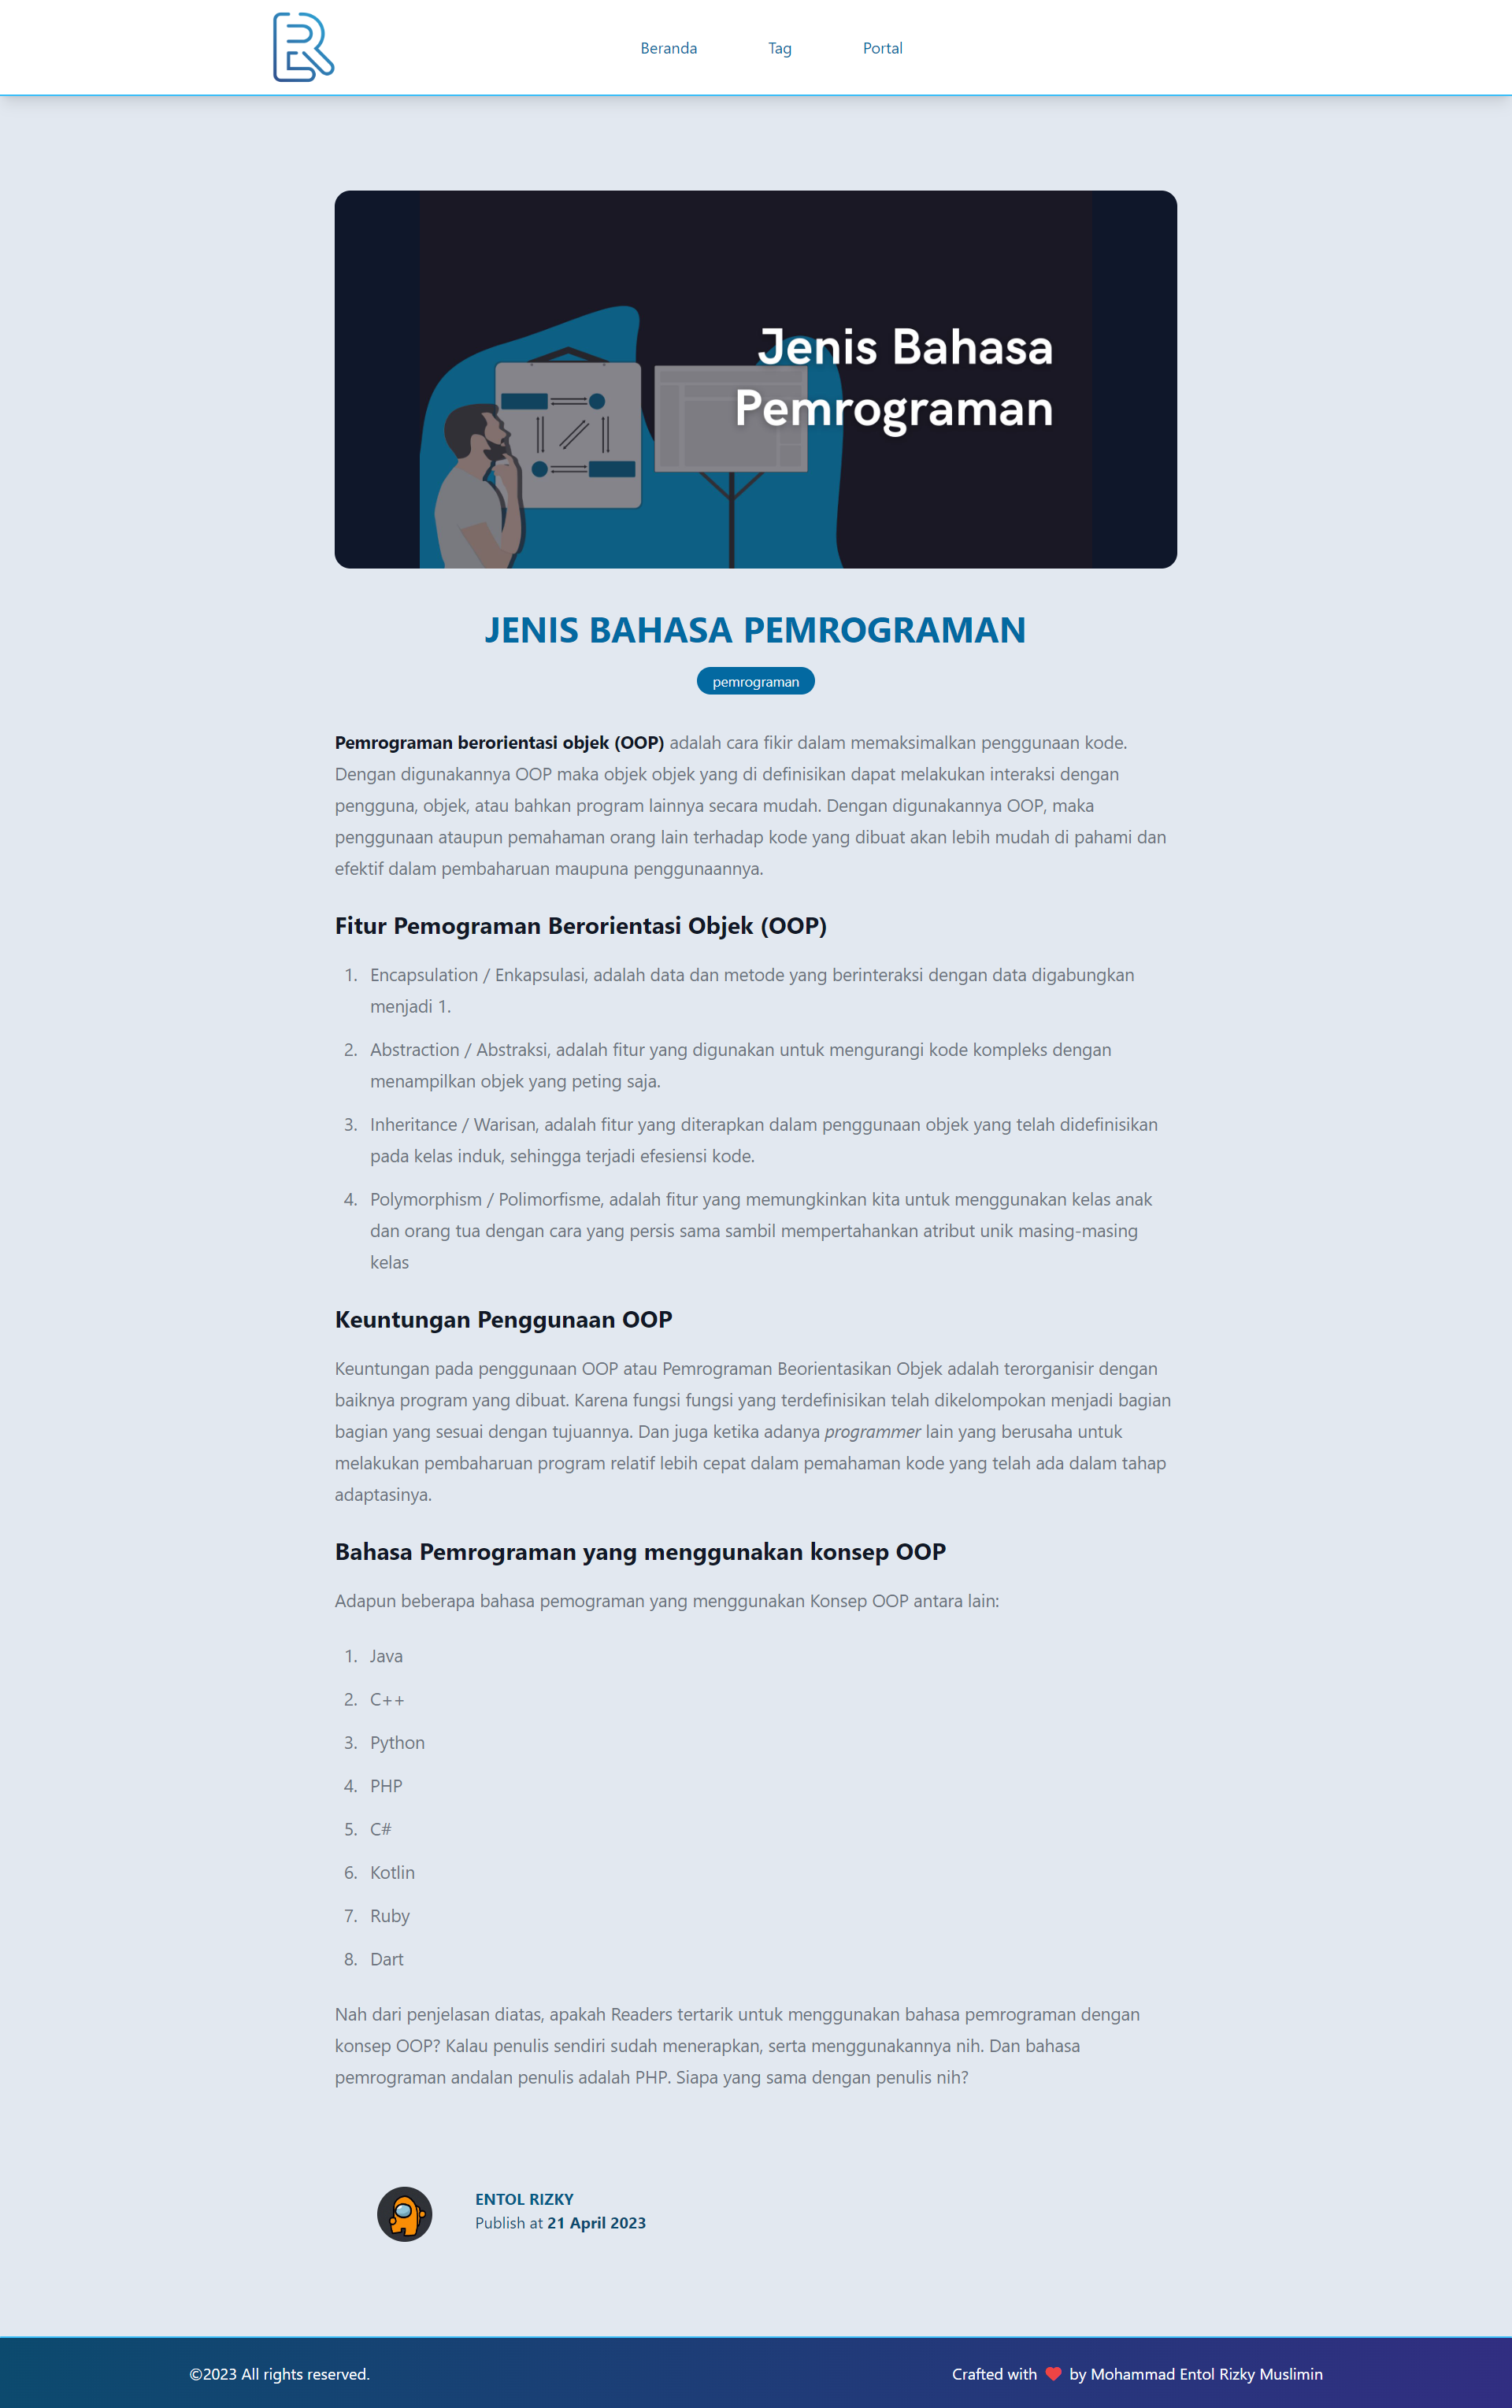 Beranda
Tag
Portal
Jenis Bahasa
Pemrograman
JENIS BAHASA PEMROGRAMAN
pemrograman
Pemrograman berorientasi objek (OOP) adalah cara fikir dalam memaksimalkan penggunaan kode.
Dengan digunakannya OOP maka objek objek yang di definisikan dapat melakukan interaksi dengan
pengguna, objek, atau bahkan program lainnya secara mudah. Dengan digunakannya OOP, maka
penggunaan ataupun pemahaman orang lain terhadap kode yang dibuat akan lebih mudah di pahami dan
efektif dalam pembaharuan maupuna penggunaannya.
Fitur Pemograman Berorientasi Objek (OOP)
1. Encapsulation / Enkapsulasi, adalah data dan metode yang berinteraksi dengan data digabungkan
menjadi 1.
2. Abstraction / Abstraksi, adalah fitur yang digunakan untuk mengurangi kode kompleks dengan
menampilkan objek yang peting saja.
3. Inheritance / Warisan, adalah fitur yang diterapkan dalam penggunaan objek yang telah didefinisikan
pada kelas induk, sehingga terjadi efesiensi kode.
4. Polymorphism / Polimorfisme, adalah fitur yang memungkinkan kita untuk menggunakan kelas anak
dan orang tua dengan cara yang persis sama sambil mempertahankan atribut unik masing-masing
kelas
Keuntungan Penggunaan OOP
Keuntungan pada penggunaan OOP atau Pemrograman Beorientasikan Objek adalah terorganisir dengan
baiknya program yang dibuat. Karena fungsi fungsi yang terdefinisikan telah dikelompokan menjadi bagian
bagian yang sesuai dengan tujuannya. Dan juga ketika adanya programmer lain yang berusaha untuk
melakukan pembaharuan program relatif lebih cepat dalam pemahaman kode yang telah ada dalam tahap
adaptasinya.
Bahasa Pemrograman yang menggunakan konsep OOP
Adapun beberapa bahasa pemograman yang menggunakan Konsep OOP antara lain:
1. Java
2. C++
3. Python
4. PHP
5. C#
6. Kotlin
7. Ruby
8. Dart
Nah dari penjelasan diatas, apakah Readers tertarik untuk menggunakan bahasa pemrograman dengan
konsep OOP? Kalau penulis sendiri sudah menerapkan, serta menggunakannya nih. Dan bahasa
pemrograman andalan penulis adalah PHP. Siapa yang sama dengan penulis nih?
ENTOL RIZKY
Publish at 21 April 2023
©2023 All rights reserved.
Crafted with ❤ by Mohammad Entol Rizky Muslimin